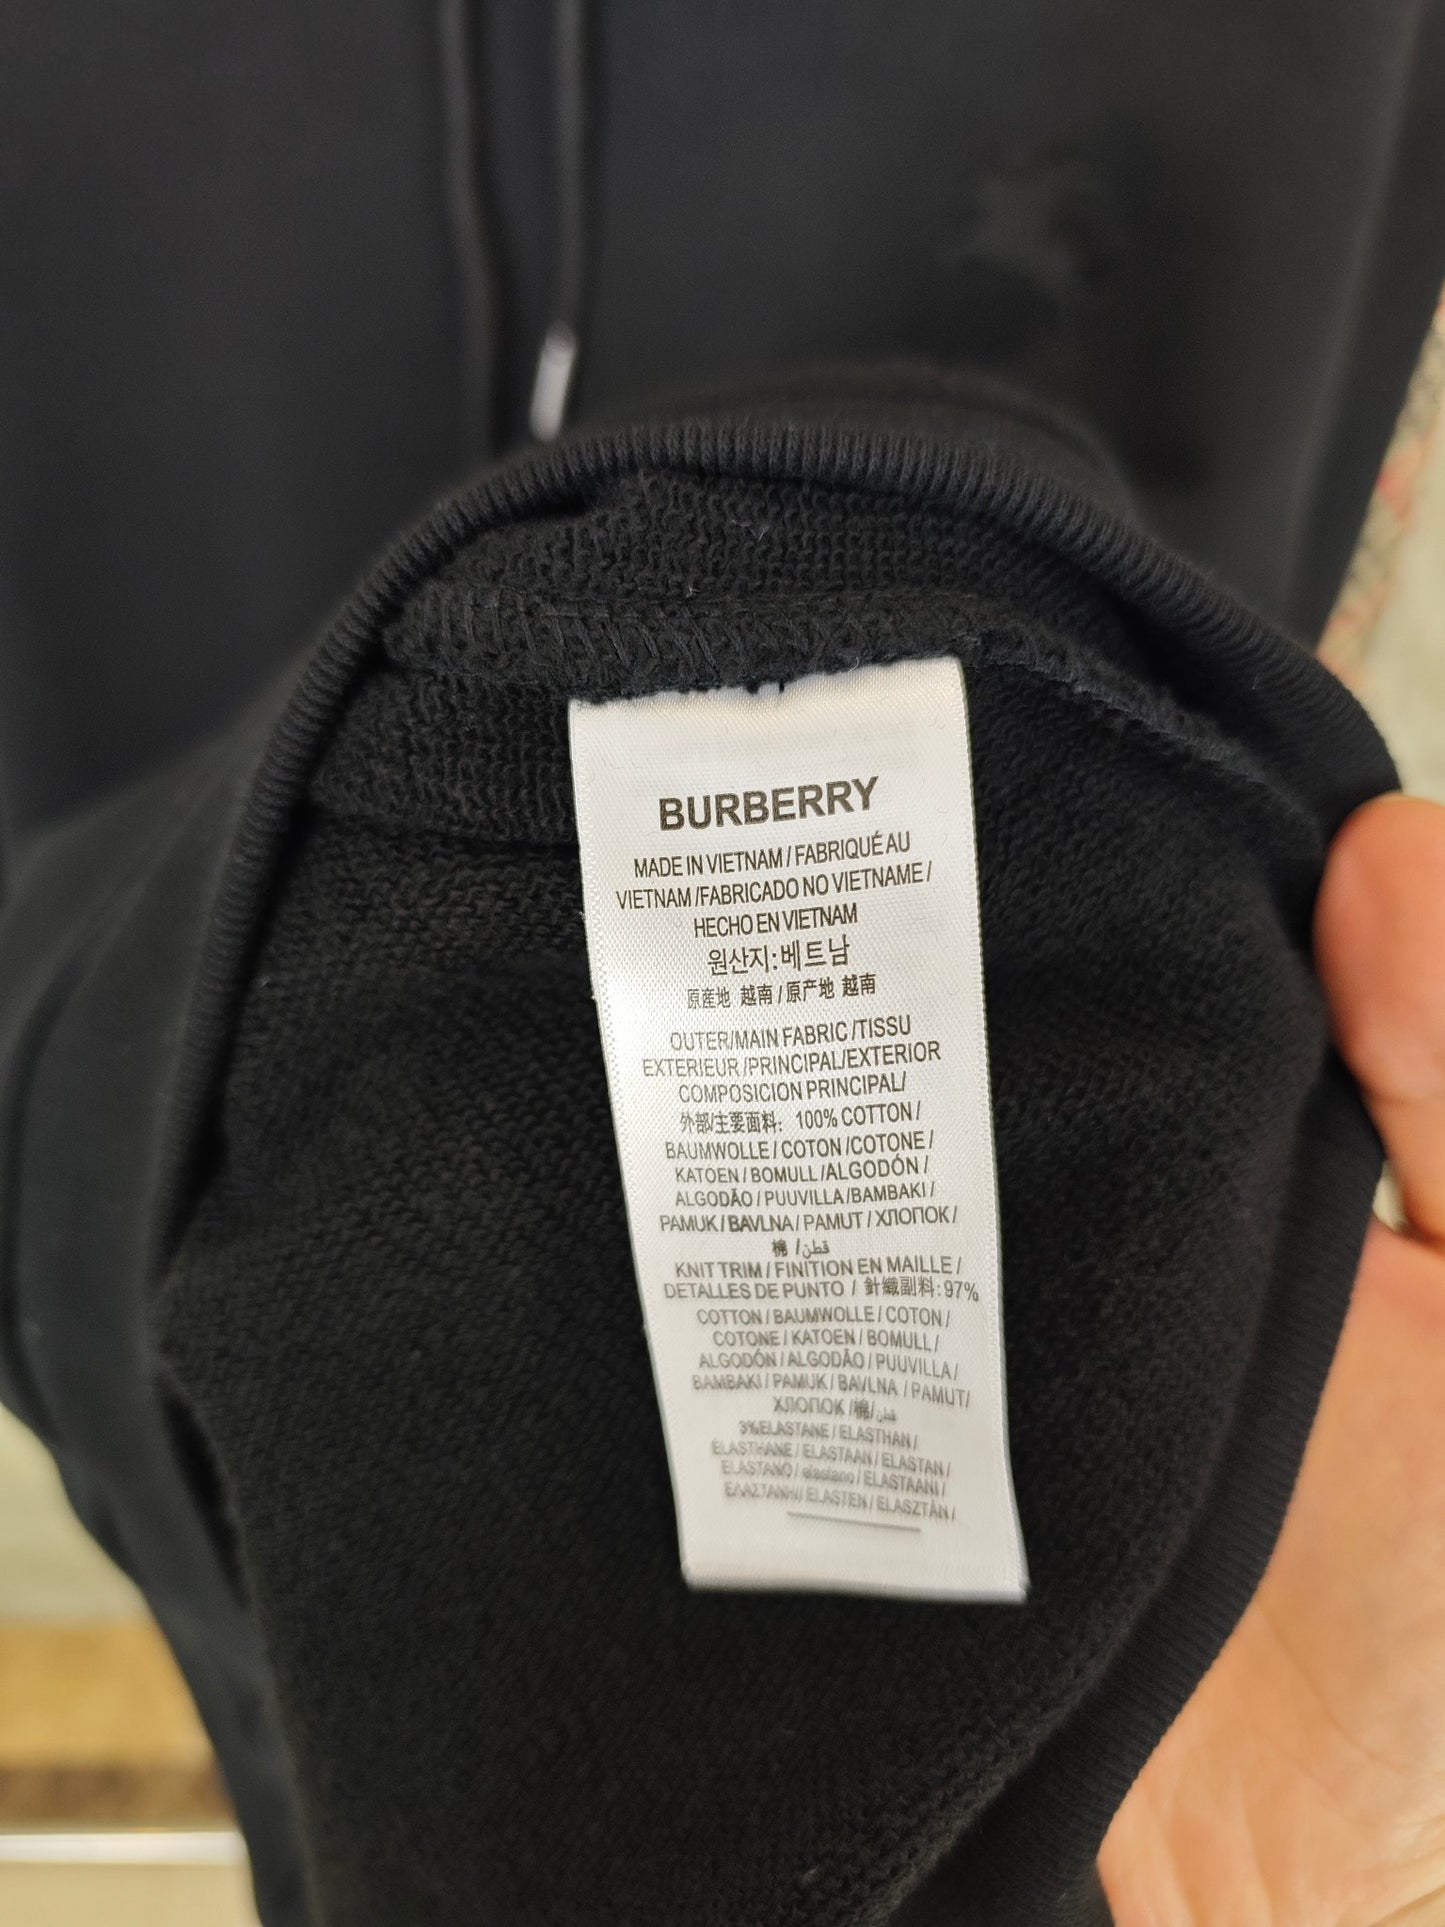 BURBERRY
MADE IN VIETNAM / FABRIQUÉ AU
VIETNAM /FABRICADO NO VIETNAME /
HECHO EN VIETNAM
원산지:베트남
原産地 越南 / 原产地 越南
OUTER/MAIN FABRIC /TISSU
EXTERIEUR /PRINCIPAL/EXTERIOR
COMPOSICION PRINCIPAL/
外部/主要面料: 100% COTTON /
BAUMWOLLE / COTON /COTONE /
KATOEN / BOMULL /ALGODÓN /
ALGODÃO / PUUVILLA /BAMBAKI /
PAMUK / BAVLNA / PAMUT / ХЛОПОК /
棉 /قطن
KNIT TRIM / FINITION EN MAILLE /
DETALLES DE PUNTO / 針織副料: 97%
COTTON / BAUMWOLLE / COTON /
COTONE / KATOEN / BOMULL /
ALGODÓN / ALGODÃO / PUUVILLA /
BAMBAKI / PAMUK / BAVLNA / PAMUT/
ХЛОПОК /棉/قطن
3%ELASTANE / ELASTHAN /
ÉLASTHANE / ELASTAAN / ELASTAN /
ELASTANO / elastano / ELASTAANI /
ΕΛΑΣΤΑΝΗ/ ELASTEN / ELASZTÁN /